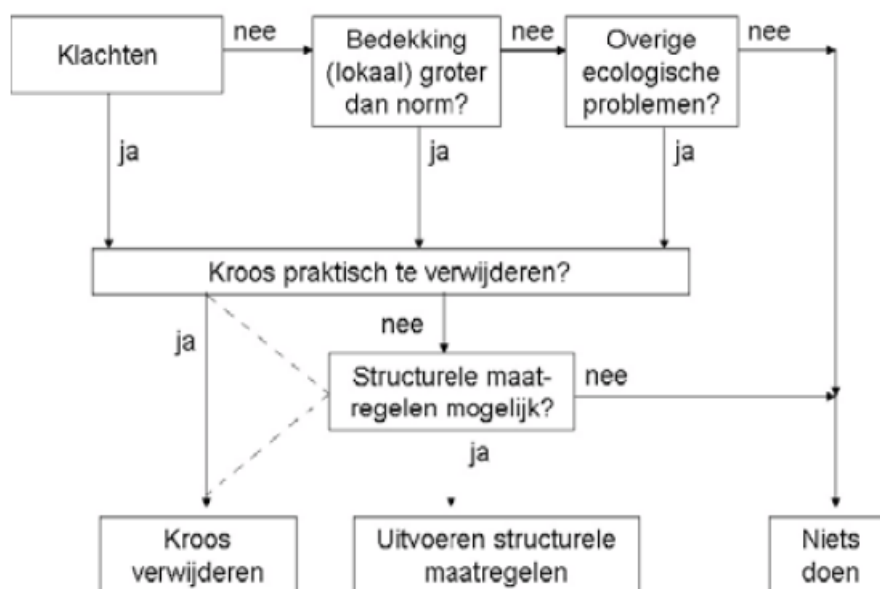 Klachten
nee
Bedekking
(lokaal) groter
dan norm?
nee
Overige
ecologische
problemen?
nee
ja
ja
ja
Kroos praktisch te verwijderen?
ja
nee
Structurele maat-
regelen mogelijk?
nee
ja
Kroos
verwijderen
Uitvoeren structurele
maatregelen
Niets
doen